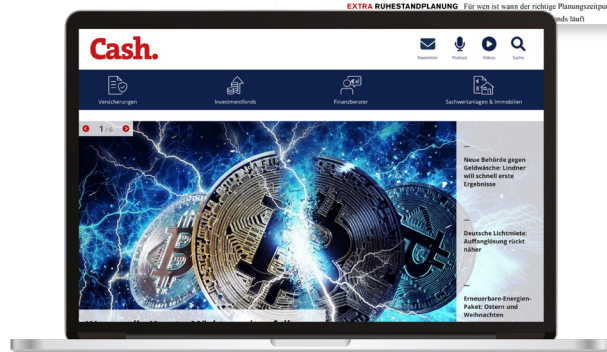 EXTRA RUHESTANDPLANUNG Für wen ist wann der richtige
läuft
Cash.
Newsletter Podcast Videos Suche
Versicherungen Investmentfonds Finanzberater Sachwertanlagen & Immobilien
1 / 6
Neue Behörde gegen
Geldwäsche: Lindner
will schnell erste
Ergebnisse
Deutsche Lichtmiete:
Auffanglösung rückt
näher
Erneuerbare-Energien-
Paket: Ostern und
Weihnachten